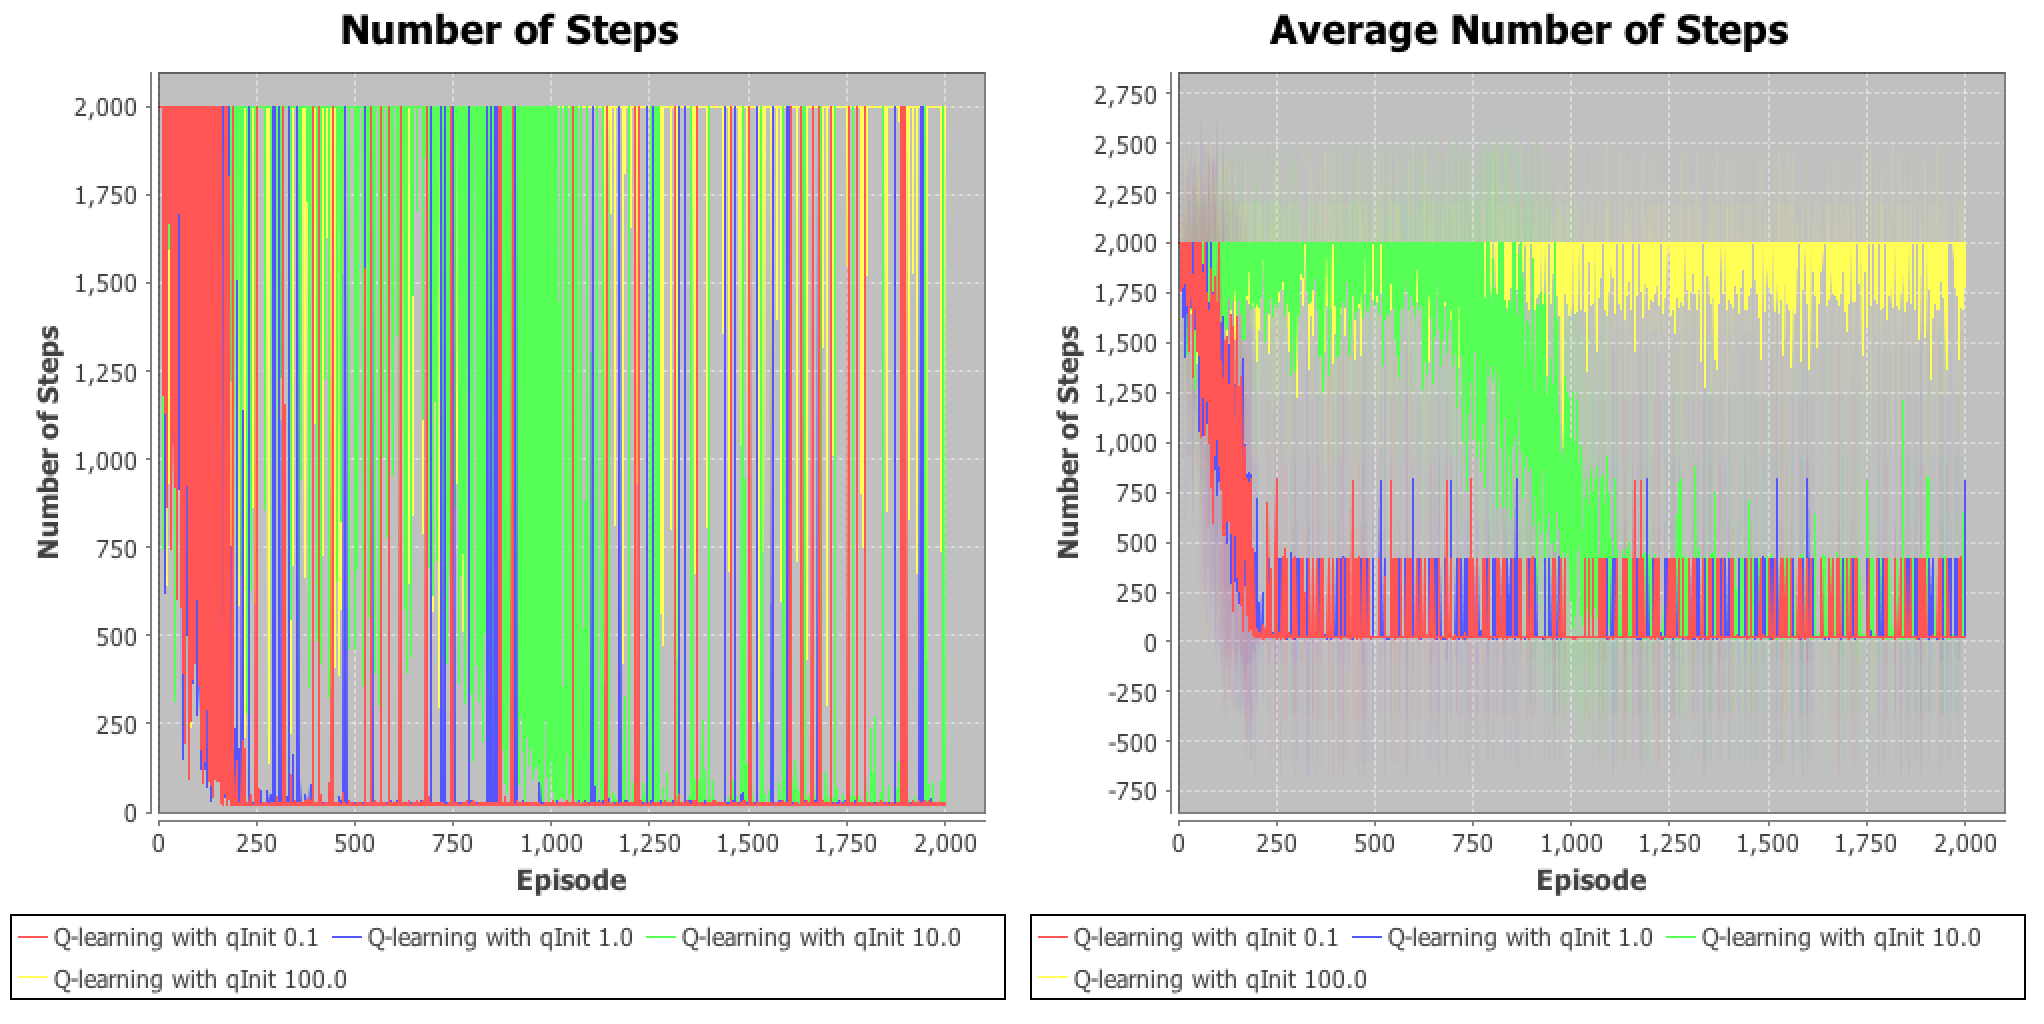 Number of Steps
2,000
1,750
1,500
1,250
1,000
750
500
250
0
Number of Steps
0 250 500 750 1,000 1,250 1,500 1,750 2,000
Episode
Q-learning with qInit 0.1 Q-learning with qInit 1.0 Q-learning with qInit 10.0
Q-learning with qInit 100.0
Average Number of Steps
2,750
2,500
2,250
2,000
1,750
1,500
1,250
1,000
750
500
250
0
-250
-500
-750
Number of Steps
0 250 500 750 1,000 1,250 1,500 1,750 2,000
Episode
Q-learning with qInit 0.1 Q-learning with qInit 1.0 Q-learning with qInit 10.0
Q-learning with qInit 100.0